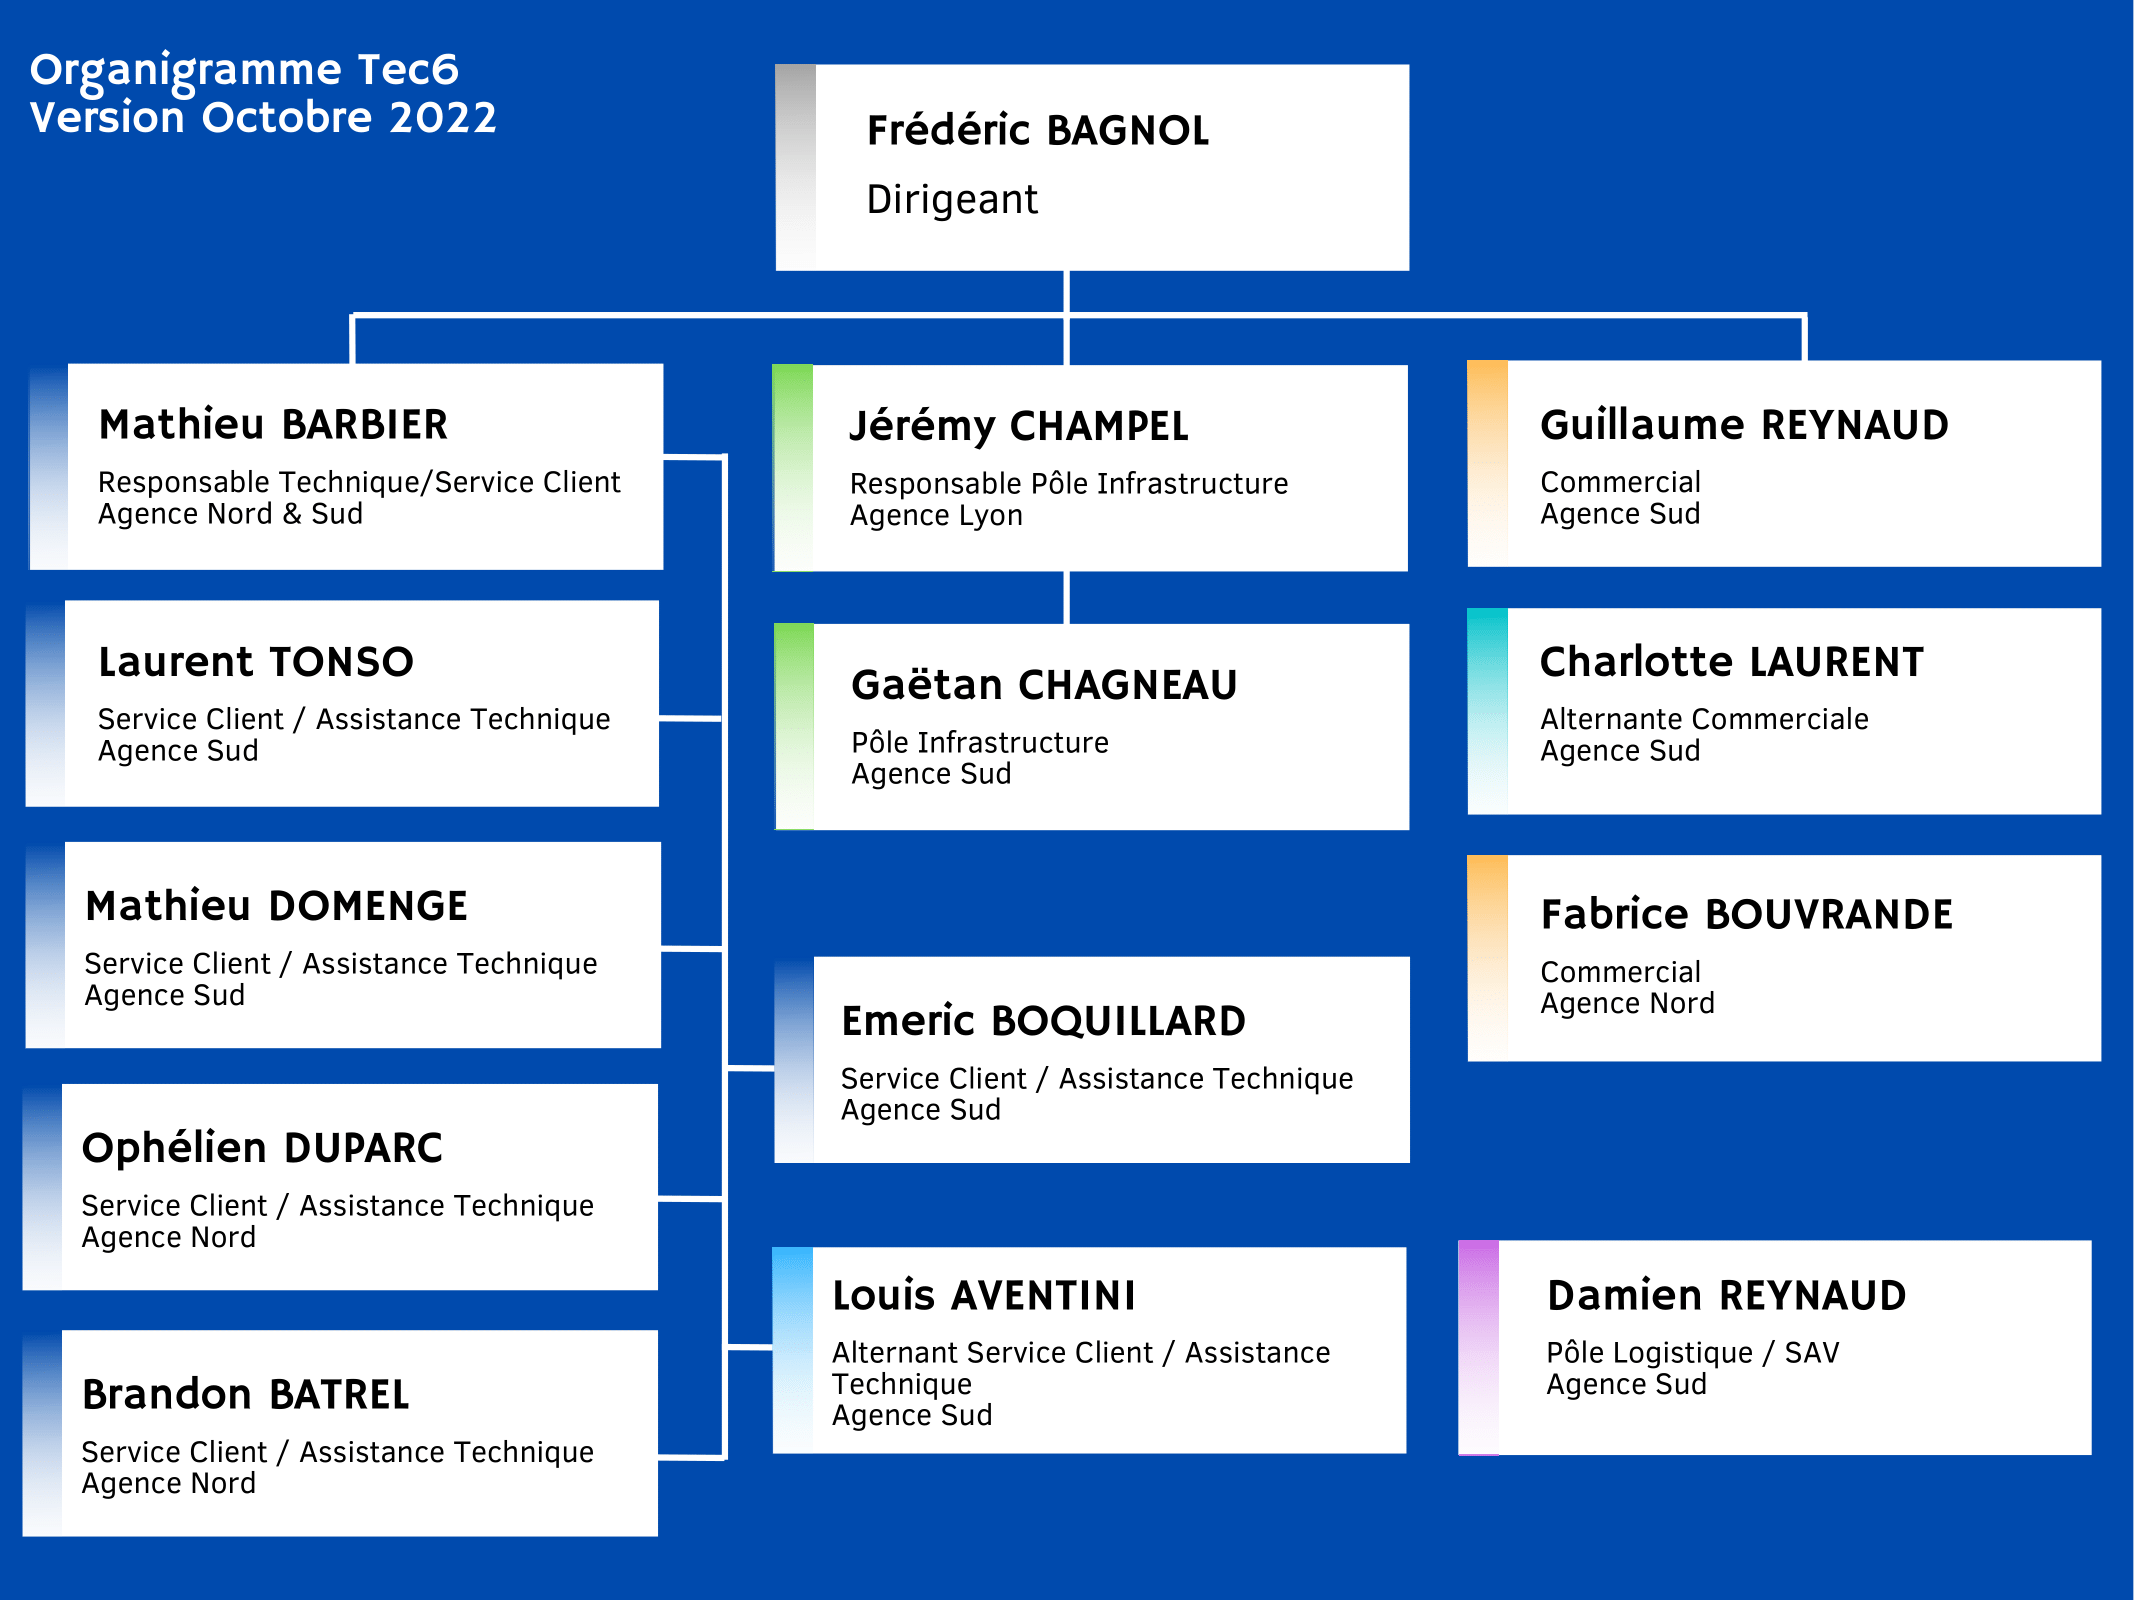 Organigramme Tec6
Version Octobre 2022
Frédéric BAGNOL
Dirigeant
Mathieu BARBIER
Responsable Technique/Service Client
Agence Nord & Sud
Laurent TONSO
Service Client / Assistance Technique
Agence Sud
Mathieu DOMENGE
Service Client / Assistance Technique
Agence Sud
Ophélien DUPARC
Service Client / Assistance Technique
Agence Nord
Brandon BATREL
Service Client / Assistance Technique
Agence Nord
Jérémy CHAMPEL
Responsable Pôle Infrastructure
Agence Lyon
Gaëtan CHAGNEAU
Pôle Infrastructure
Agence Sud
Emeric BOQUILLARD
Service Client / Assistance Technique
Agence Sud
Louis AVENTINI
Alternant Service Client / Assistance
Technique
Agence Sud
Guillaume REYNAUD
Commercial
Agence Sud
Charlotte LAURENT
Alternante Commerciale
Agence Sud
Fabrice BOUVRANDE
Commercial
Agence Nord
Damien REYNAUD
Pôle Logistique / SAV
Agence Sud